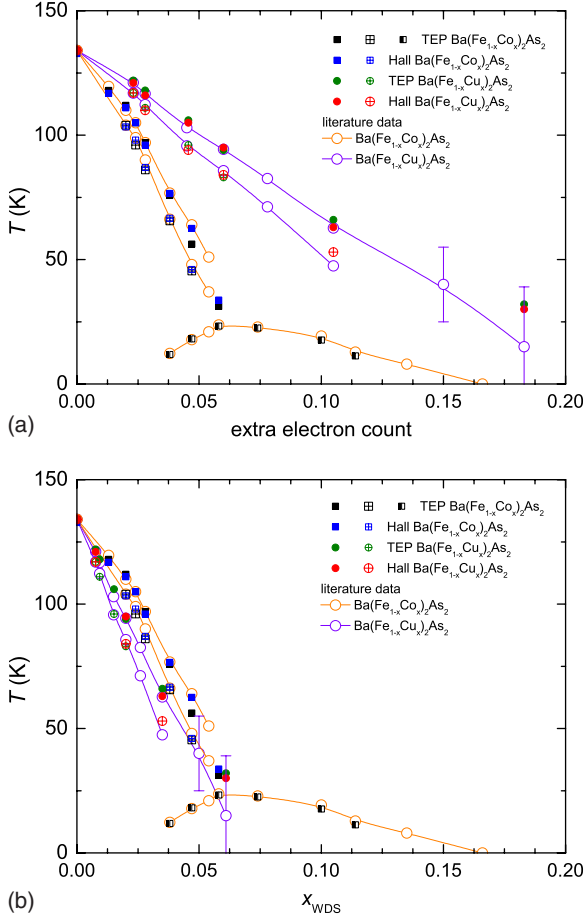 150
100
50
0
T (K)
TEP Ba(Fe1-xCox)2As2
Hall Ba(Fe1-xCox)2As2
TEP Ba(Fe1-xCux)2As2
Hall Ba(Fe1-xCux)2As2
literature data
Ba(Fe1-xCox)2As2
Ba(Fe1-xCux)2As2
0.00 0.05 0.10 0.15 0.20
(a) extra electron count
150
100
50
0
T (K)
TEP Ba(Fe1-xCox)2As2
Hall Ba(Fe1-xCox)2As2
TEP Ba(Fe1-xCux)2As2
Hall Ba(Fe1-xCux)2As2
literature data
Ba(Fe1-xCox)2As2
Ba(Fe1-xCux)2As2
0.00 0.05 0.10 0.15 0.20
(b) xWDS